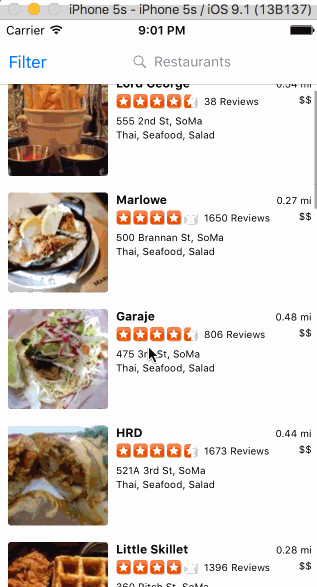 iPhone 5s - iPhone 5s / iOS 9.1 (13B137)
Carrier 9:01 PM
Filter Restaurants
Lord George 0.34 mi
38 Reviews $$
555 2nd St, SoMa
Thai, Seafood, Salad
Marlowe 0.27 mi
1650 Reviews $$
500 Brannan St, SoMa
Thai, Seafood, Salad
Garaje 0.48 mi
806 Reviews $$
475 3rd St, SoMa
Thai, Seafood, Salad
HRD 0.44 mi
1673 Reviews $$
521A 3rd St, SoMa
Thai, Seafood, Salad
Little Skillet 0.28 mi
1396 Reviews $$
360 Ritch St, SoMa